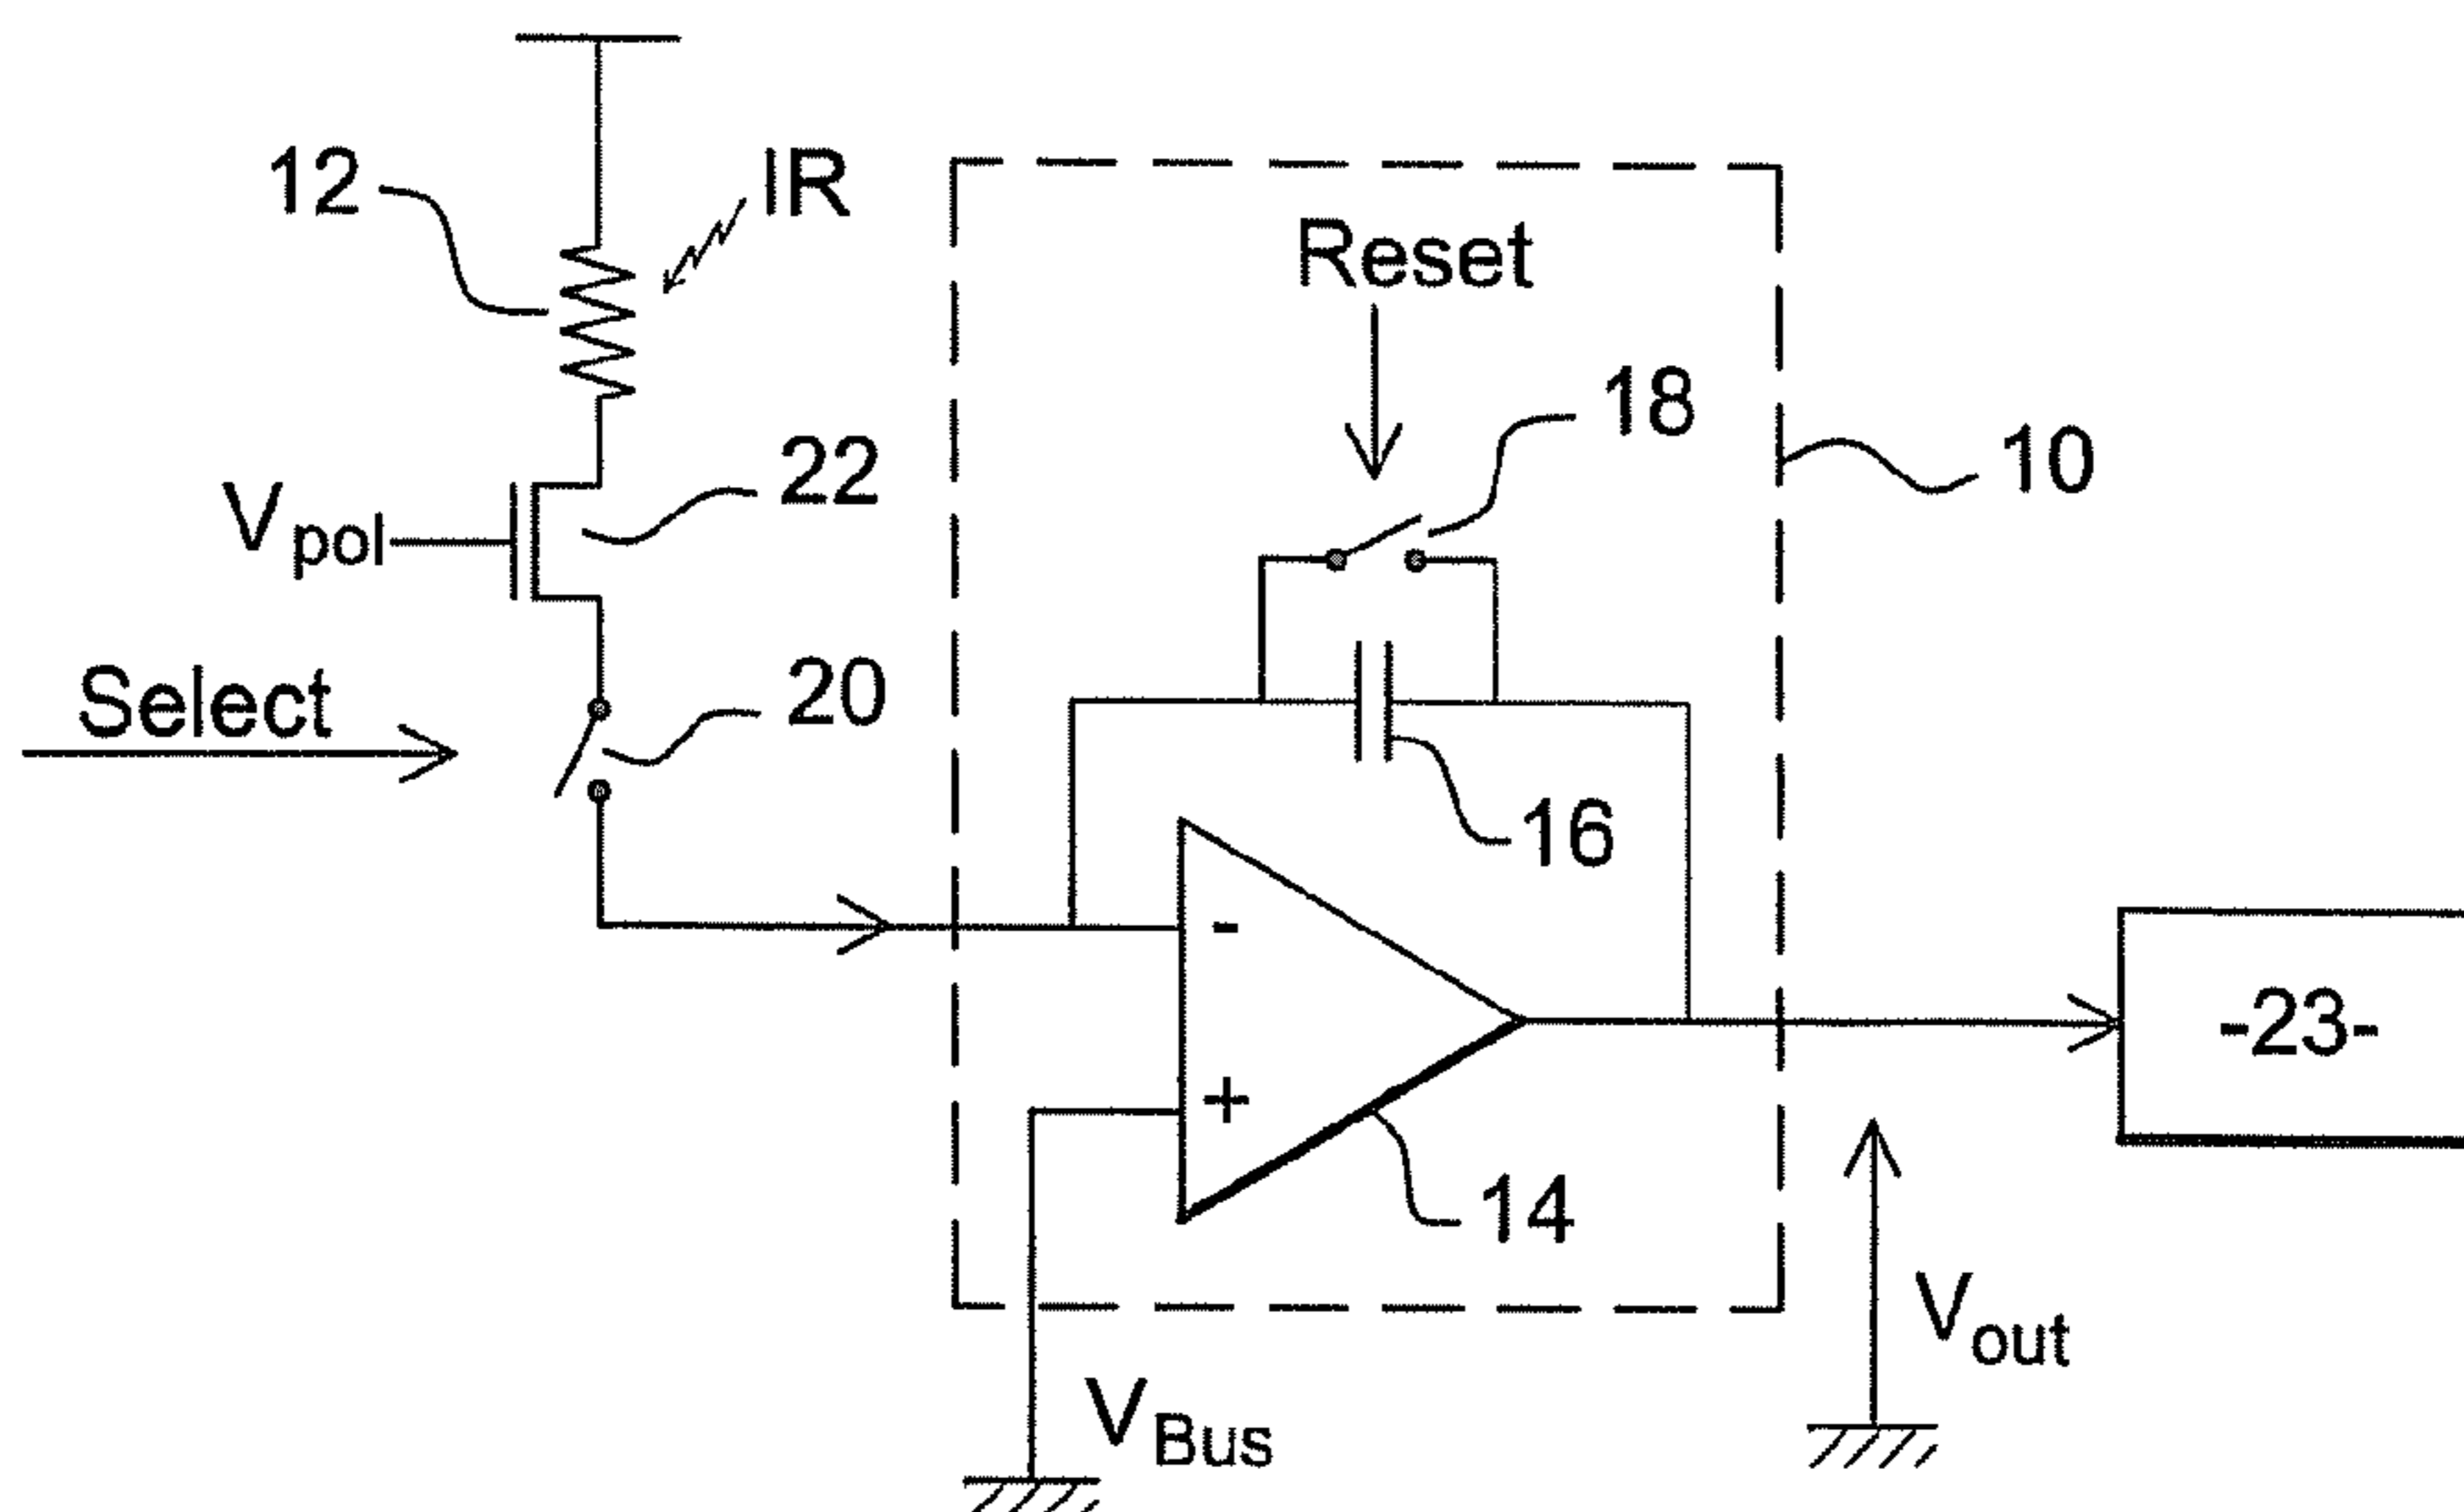 12
IR
Reset
18
22
10
Vpol
Select
20
16
-
-23-
+
14
Vout
VBus